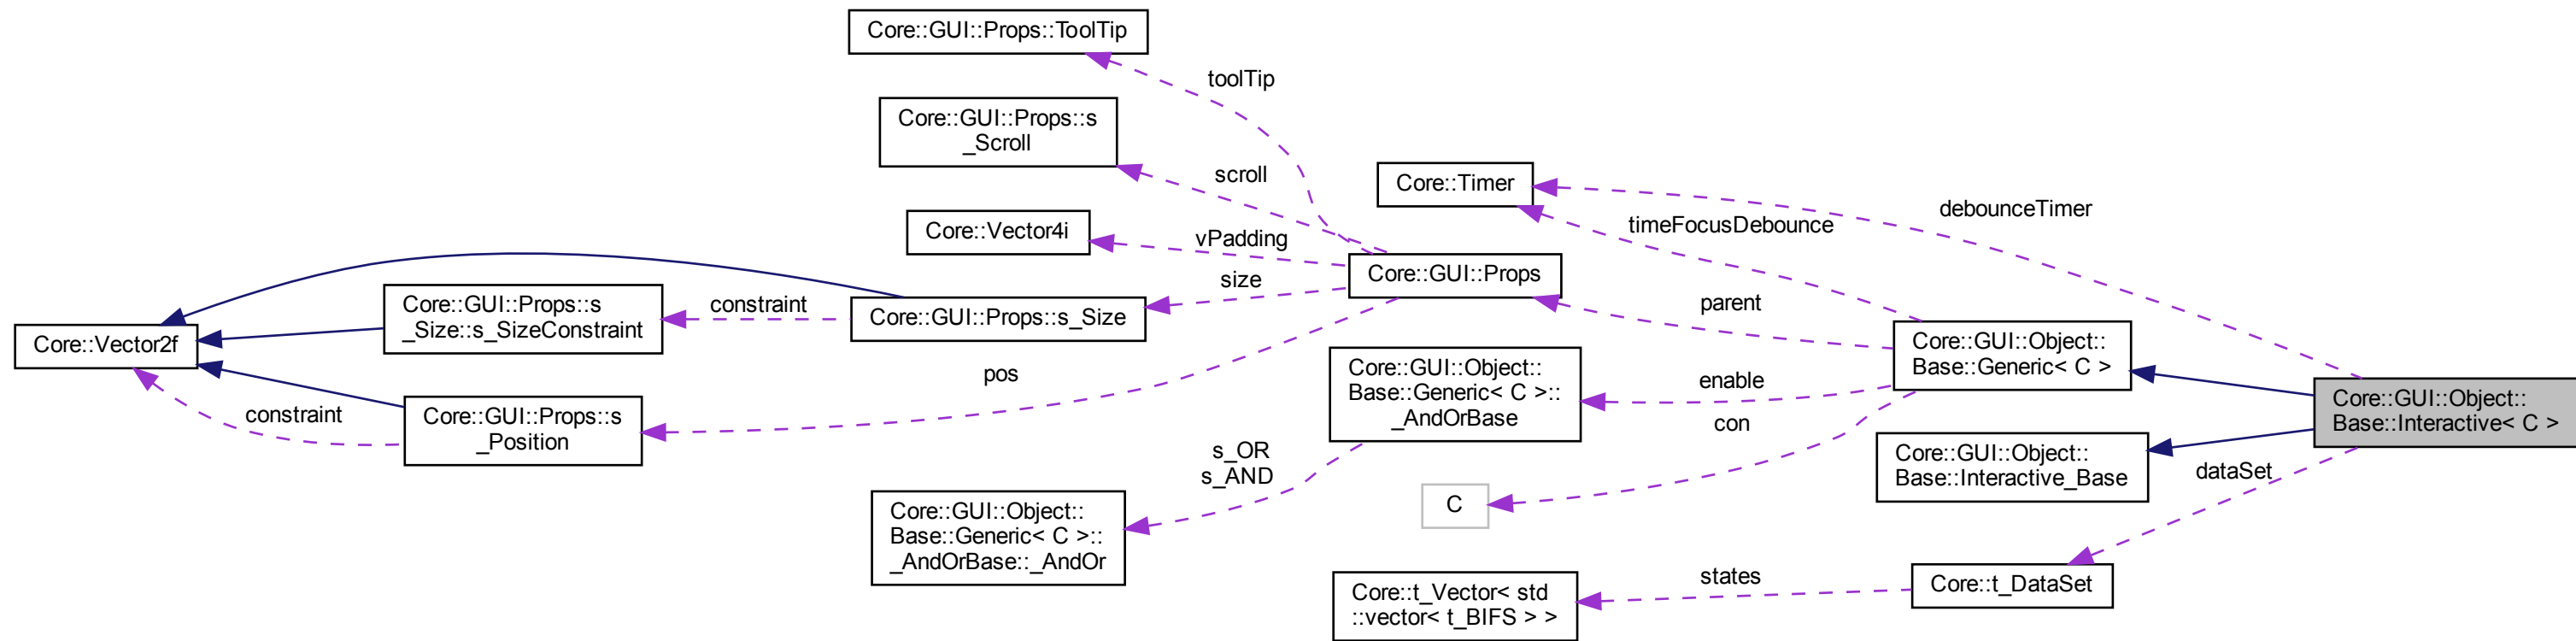 Core::GUI::Props::ToolTip
toolTip
Core::GUI::Props::s
_Scroll
scroll
Core::Timer
debounceTimer
timeFocusDebounce
Core::Vector4i
vPadding
Core::GUI::Props
size
parent
Core::GUI::Props::s
_Size::s_SizeConstraint
constraint
Core::GUI::Props::s_Size
Core::Vector2f
pos
Core::GUI::Object::
Base::Generic< C >
Core::GUI::Object::
Base::Generic< C >::
_AndOrBase
enable
con
Core::GUI::Object::
Base::Interactive< C >
constraint
Core::GUI::Props::s
_Position
s_OR
s_AND
Core::GUI::Object::
Base::Interactive_Base
dataSet
Core::GUI::Object::
Base::Generic< C >::
_AndOrBase::_AndOr
C
Core::t_Vector< std
::vector< t_BIFS > >
states
Core::t_DataSet